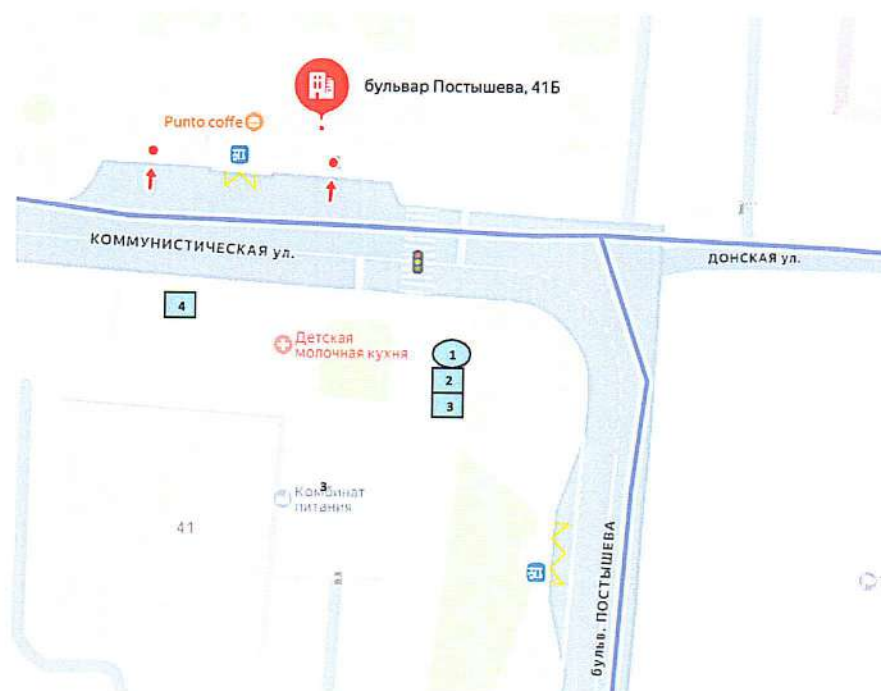 бульвар Постышева, 41Б
Punto coffe
КОММУНИСТИЧЕСКАЯ ул.
ДОНСКАЯ ул.
4
Детская
молочная кухня
1
2
3
3
Комбинат
питания
41
бульв. ПОСТЫШЕВА